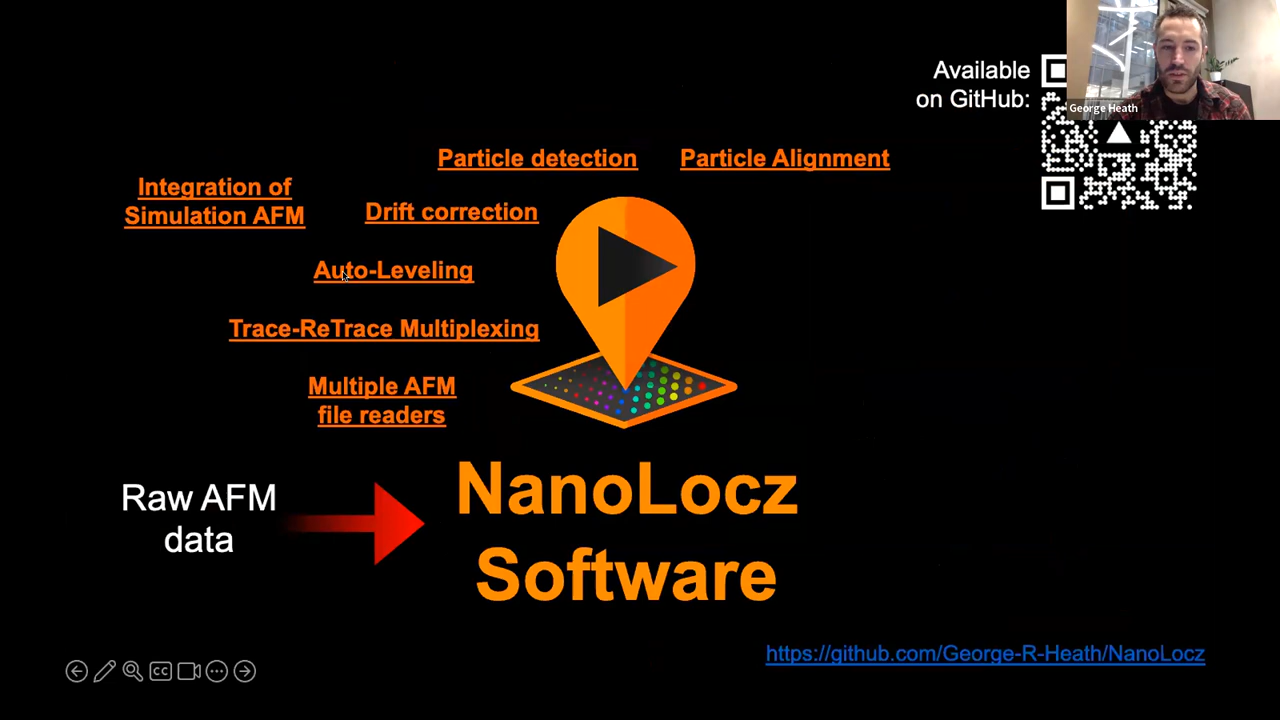 Available
on GitHub:
George Heath
Particle detection
Particle Alignment
Integration of
Simulation AFM
Drift correction
Auto-Leveling
Trace-ReTrace Multiplexing
Multiple AFM
file readers
Raw AFM
data
NanoLocz
Software
https://github.com/George-R-Heath/NanoLocz
CC